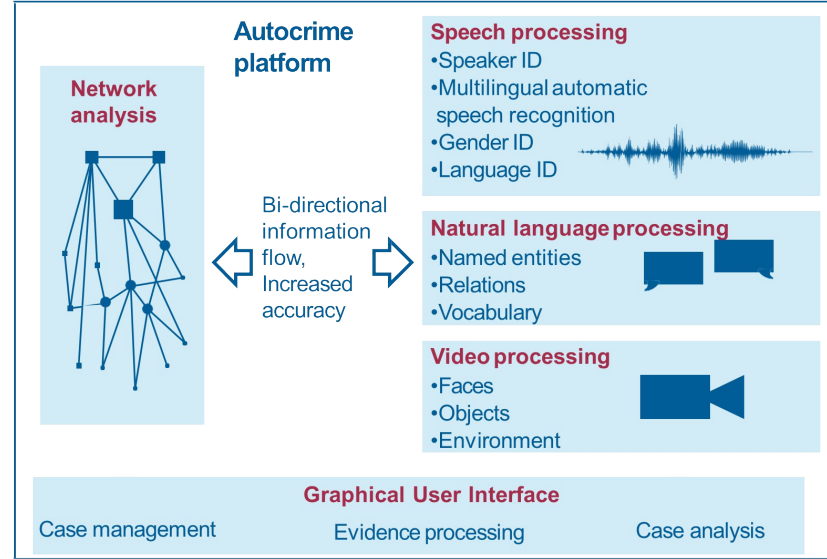 Autocrime
platform
Network
analysis
Bi-directional
information
flow,
Increased
accuracy
Speech processing
•Speaker ID
•Multilingual automatic
speech recognition
•Gender ID
•Language ID
Natural language processing
•Named entities
•Relations
•Vocabulary
Video processing
•Faces
•Objects
•Environment
Graphical User Interface
Case management Evidence processing Case analysis